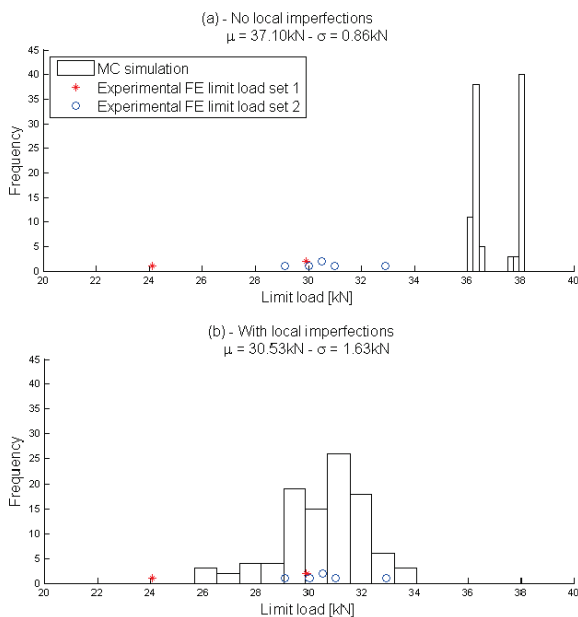 (a) - No local imperfections
μ = 37.10kN - σ = 0.86kN
45
40
35
30
25
20
15
10
5
0
Frequency
MC simulation
Experimental FE limit load set 1
Experimental FE limit load set 2
20 22 24 26 28 30 32 34 36 38 40
Limit load [kN]
(b) - With local imperfections
μ = 30.53kN - σ = 1.63kN
45
40
35
30
25
20
15
10
5
0
Frequency
20 22 24 26 28 30 32 34 36 38 40
Limit load [kN]